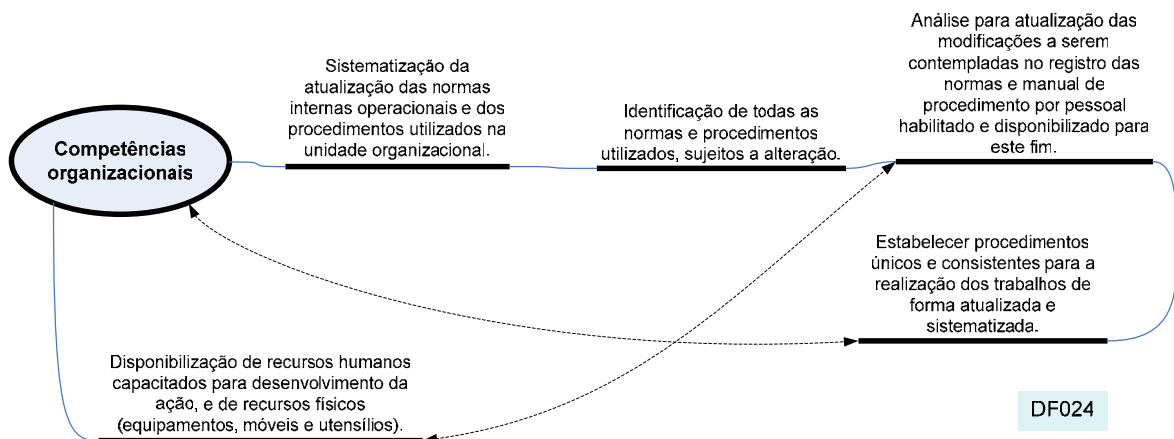 Competências
organizacionais
Sistematização da
atualização das normas
internas operacionais e dos
procedimentos utilizados na
unidade organizacional.
Identificação de todas as
normas e procedimentos
utilizados, sujeitos a alteração.
Análise para atualização das
modificações a serem
contempladas no registro das
normas e manual de
procedimento por pessoal
habilitado e disponibilizado para
este fim.
Estabelecer procedimentos
únicos e consistentes para a
realização dos trabalhos de
forma atualizada e
sistematizada.
Disponibilização de recursos humanos
capacitados para desenvolvimento da
ação, e de recursos físicos
(equipamentos, móveis e utensílios).
DF024